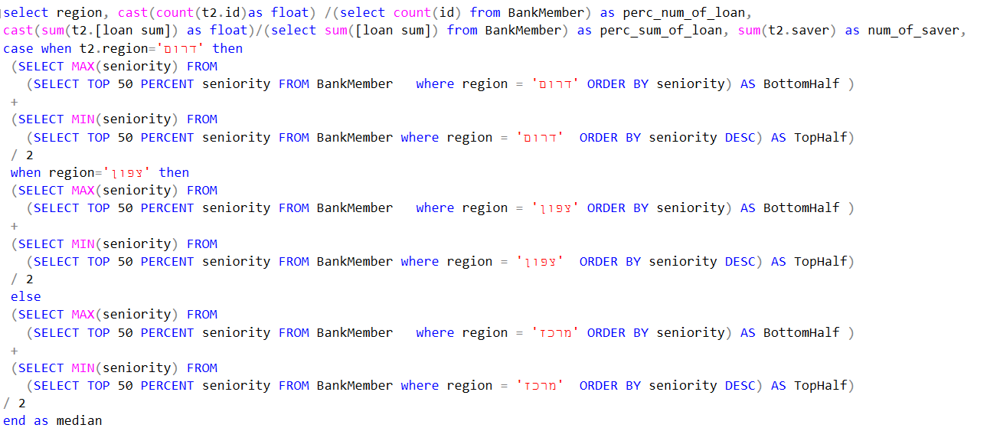 select region, cast(count(t2.id)as float) /(select count(id) from BankMember) as perc_num_of_loan,
cast(sum(t2.[loan sum]) as float)/(select sum([loan sum]) from BankMember) as perc_sum_of_loan, sum(t2.saver) as num_of_saver,
case when t2.region='דרום' then
(SELECT MAX(seniority) FROM
(SELECT TOP 50 PERCENT seniority FROM BankMember   where region = 'דרום' ORDER BY seniority) AS BottomHalf )
+
(SELECT MIN(seniority) FROM
(SELECT TOP 50 PERCENT seniority FROM BankMember where region = 'דרום'  ORDER BY seniority DESC) AS TopHalf)
/ 2
when region='צפון' then
(SELECT MAX(seniority) FROM
(SELECT TOP 50 PERCENT seniority FROM BankMember   where region = 'צפון' ORDER BY seniority) AS BottomHalf )
+
(SELECT MIN(seniority) FROM
(SELECT TOP 50 PERCENT seniority FROM BankMember where region = 'צפון'  ORDER BY seniority DESC) AS TopHalf)
/ 2
else
(SELECT MAX(seniority) FROM
(SELECT TOP 50 PERCENT seniority FROM BankMember   where region = 'מרכז' ORDER BY seniority) AS BottomHalf )
+
(SELECT MIN(seniority) FROM
(SELECT TOP 50 PERCENT seniority FROM BankMember where region = 'מרכז'  ORDER BY seniority DESC) AS TopHalf)
/ 2
end as median